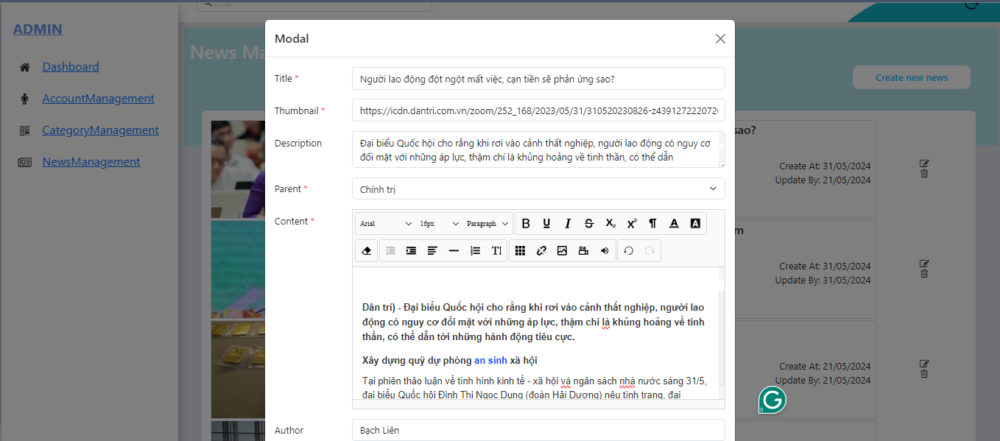 Enter
ADMIN
Modal
News Ma
Dashboard
Title *
Người lao động đột ngột mất việc, cạn tiền sẽ phản ứng sao?
Create new news
AccountManagement
Thumbnail *
https://icdn.dantri.com.vn/zoom/252_168/2023/05/31/310520230826-z4391272220726
CategoryManagement
sao?
Description
Đại biểu Quốc hội cho rằng khi rơi vào cảnh thất nghiệp, người lao động có nguy cơ
đối mặt với những áp lực, thậm chí là khủng hoảng về tinh thần, có thể dẫn
NewsManagement
Create At: 31/05/2024
Update By: 21/05/2024
Parent *
Chính trị
Content *
Arial
16px
Paragraph
m
Dân trí) - Đại biểu Quốc hội cho rằng khi rơi vào cảnh thất nghiệp, người lao
động có nguy cơ đối mặt với những áp lực, thậm chí là khủng hoảng về tinh
thần, có thể dẫn tới những hành động tiêu cực.
Create At: 31/05/2024
Update By: 31/05/2024
Xây dựng quỹ dự phòng an sinh xã hội
Tại phiên thảo luận về tình hình kinh tế - xã hội và ngân sách nhà nước sáng 31/5,
đại biểu Quốc hội Đinh Thị Ngọc Dung (đoàn Hải Dương) nêu tình trạng, đại
Create At: 21/05/2024
Update By: 21/05/2024
Author
Bạch Liên